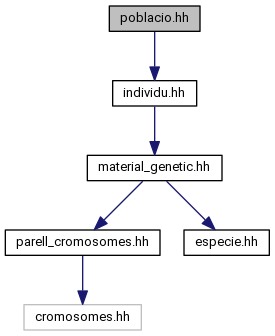 poblacio.hh
individu.hh
material_genetic.hh
parell_cromosomes.hh
especie.hh
cromosomes.hh